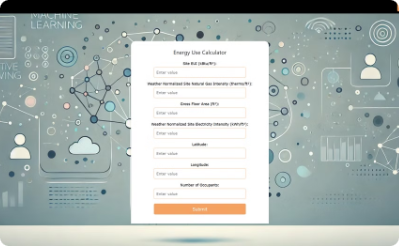 MACHINE
LEARNING
Energy Use Calculator
Site EUI (kBtu/ft²):
Enter value
Weather Normalized Site Natural Gas Intensity (therms/ft²):
Enter value
Gross Floor Area (ft²):
Enter value
Weather Normalized Site Electricity Intensity (kWh/ft²):
Enter value
Latitude:
Enter value
Longitude:
Enter value
Number of Occupants:
Enter value
Submit